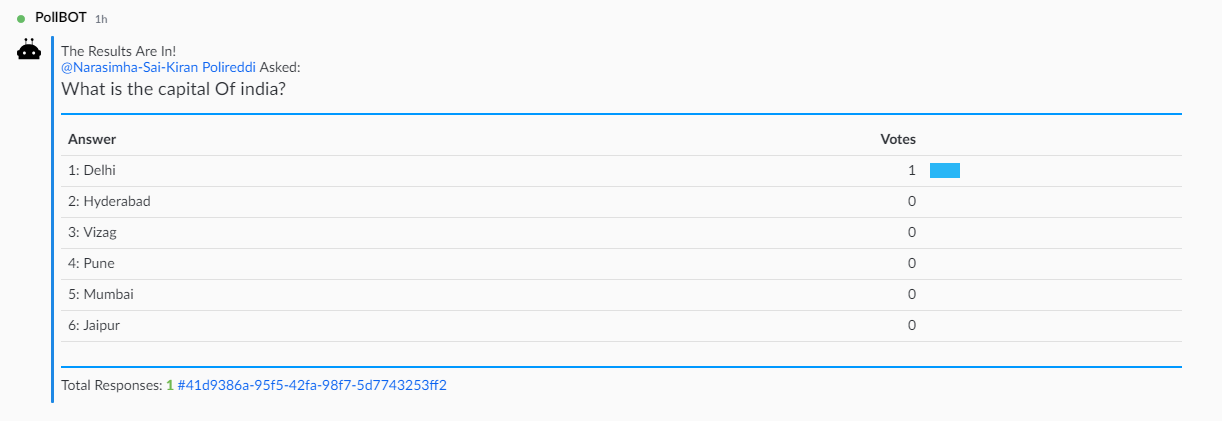 PollBOT 1h
The Results Are In!
@Narasimha-Sai-Kiran Polireddi Asked:
What is the capital Of india?
Answer Votes
1: Delhi 1
2: Hyderabad 0
3: Vizag 0
4: Pune 0
5: Mumbai 0
6: Jaipur 0
Total Responses: 1 #41d9386a-95f5-42fa-98f7-5d7743253ff2